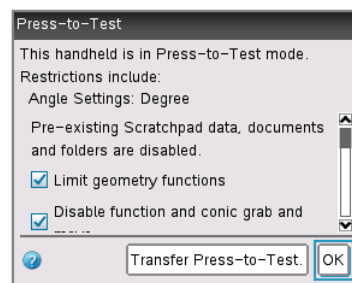 Press-to-Test
This handheld is in Press-to-Test mode.
Restrictions include:
Angle Settings: Degree
Pre-existing Scratchpad data, documents
and folders are disabled.
Limit geometry functions
Disable function and conic grab and
?
Transfer Press-to-Test.
OK